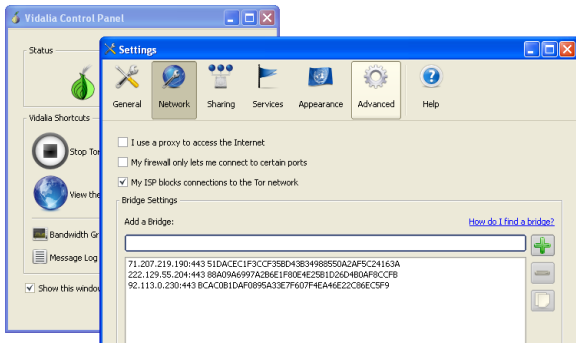 Vidalia Control Panel
Settings
Status
General
Network
Sharing
Services
Appearance
Advanced
Help
Vidalia Shortcuts
Stop Tor
View the
Bandwidth Gr
Message Log
Show this window
I use a proxy to access the Internet
My firewall only lets me connect to certain ports
My ISP blocks connections to the Tor network
Bridge Settings
Add a Bridge:
How do I find a bridge?
71.207.219.190:443 51DACEC1F3CCF35BD43B34988550A2AF5C24163A
222.129.55.204:443 88A09A6997A2B6E1F80E4E25B1D26D4B0AF8CCFB
92.113.0.230:443 BCAC0B1DAF0895A33E7F607F4EA46E22C86EC5F9